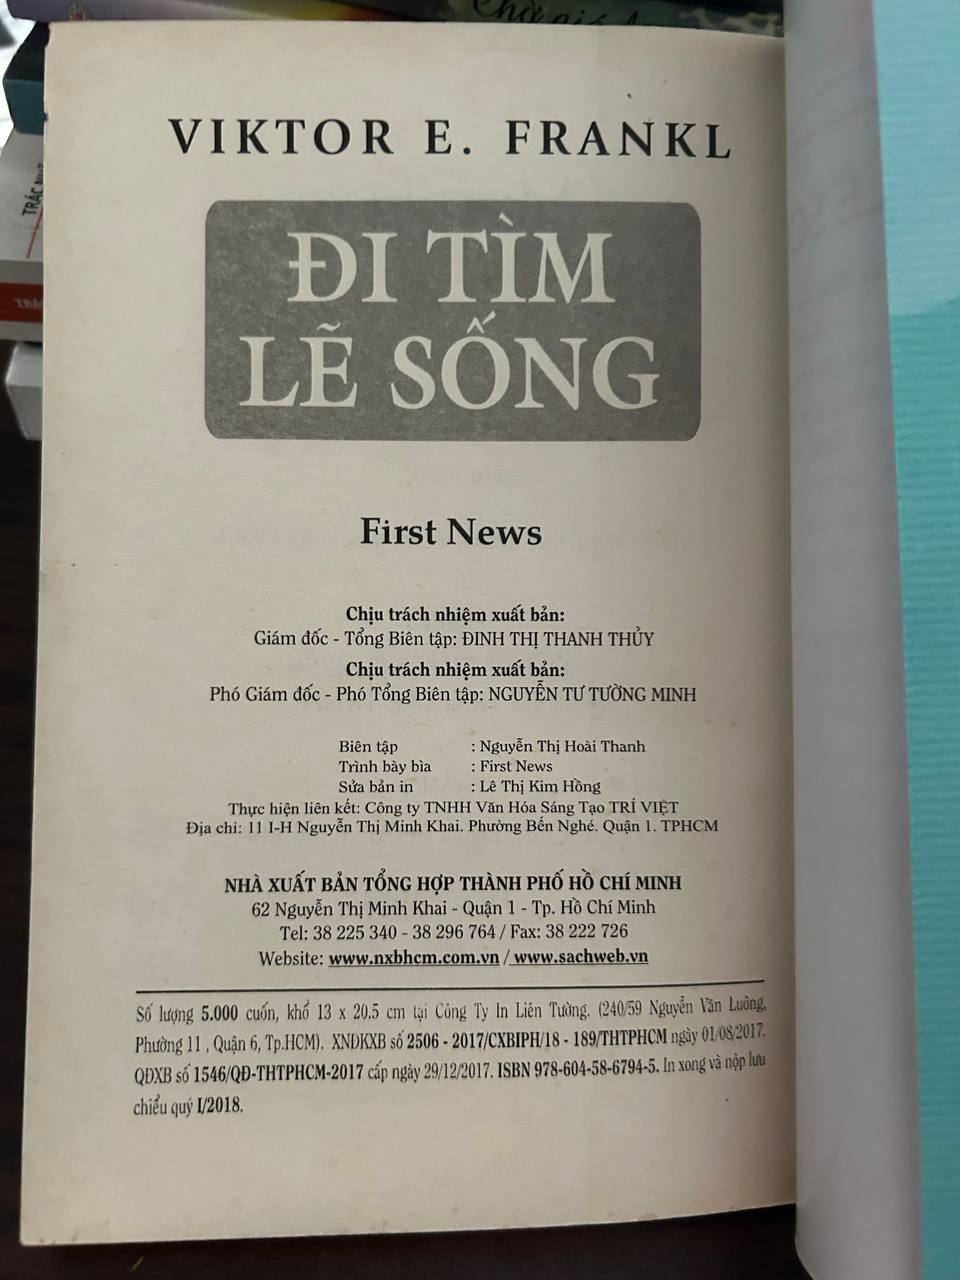 VIKTOR E. FRANKL
ĐI TÌM
LẼ SỐNG
First News
Chịu trách nhiệm xuất bản:
Giám đốc - Tổng Biên tập: ĐINH THỊ THANH THỦY
Chịu trách nhiệm xuất bản:
Phó Giám đốc - Phó Tổng Biên tập: NGUYỄN TƯ TƯỜNG MINH
Biên tập : Nguyễn Thị Hoài Thanh
Trình bày bìa : First News
Sửa bản in : Lê Thị Kim Hồng
Thực hiện liên kết: Công ty TNHH Văn Hóa Sáng Tạo TRÍ VIỆT
Địa chỉ: 11 I-H Nguyễn Thị Minh Khai. Phường Bến Nghé. Quận 1. TPHCM
NHÀ XUẤT BẢN TỔNG HỢP THÀNH PHỐ HỒ CHÍ MINH
62 Nguyễn Thị Minh Khai - Quận 1 - Tp. Hồ Chí Minh
Tel: 38 225 340 - 38 296 764 / Fax: 38 222 726
Website: www.nxbhcm.com.vn / www.sachweb.vn
Số lượng 5.000 cuốn, khổ 13 x 20,5 cm tại Công Ty In Liên Tường. (240/59 Nguyễn Văn Luông,
Phường 11 , Quận 6, Tp.HCM). XNĐKXB số 2506 - 2017/CXBIPH/18 - 189/THTPHCM ngày 01/08/2017.
QĐXB số 1546/QĐ-THTPHCM-2017 cấp ngày 29/12/2017. ISBN 978-604-58-6794-5. In xong và nộp lưu
chiểu quý I/2018.